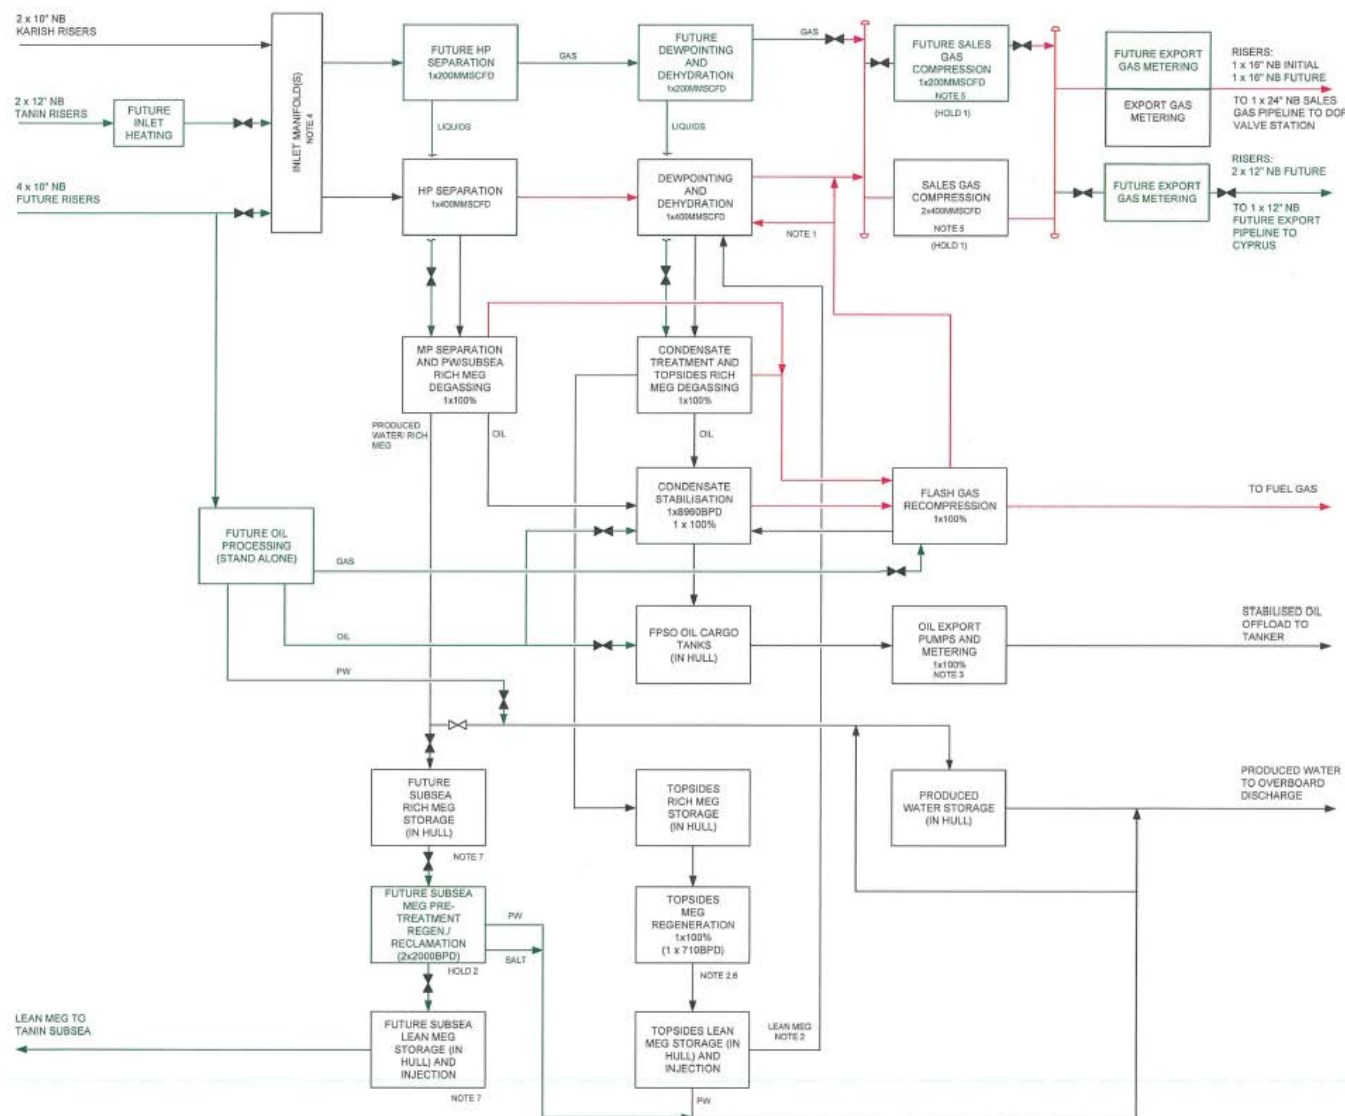 2 x 10" NB
KARISH RISERS
2 x 12" NB
TANIN RISERS
4 x 10" NB
FUTURE RISERS
FUTURE
INLET
HEATING
INLET MANIFOLD(S)
NOTE 4
FUTURE HP
SEPARATION
1x200MMSCFD
GAS
FUTURE
DEWPOINTING
AND
DEHYDRATION
1x200MMSCFD
GAS
FUTURE SALES
GAS
COMPRESSION
1x200MMSCFD
NOTE 5
(HOLD 1)
FUTURE EXPORT
GAS METERING
EXPORT GAS
METERING
RISERS:
1 x 16" NB INITIAL
1 x 16" NB FUTURE
TO 1 x 24" NB SALES
GAS PIPELINE TO DOR
VALVE STATION
LIQUIDS
LIQUIDS
HP SEPARATION
1x400MMSCFD
DEWPOINTING
AND
DEHYDRATION
1x400MMSCFD
NOTE 1
SALES GAS
COMPRESSION
2x400MMSCFD
NOTE 5
(HOLD 1)
FUTURE EXPORT
GAS METERING
RISERS:
2 x 12" NB FUTURE
TO 1 x 12" NB
FUTURE EXPORT
PIPELINE TO
CYPRUS
MP SEPARATION
AND PW/SUBSEA
RICH MEG
DEGASSING
1x100%
CONDENSATE
TREATMENT AND
TOPSIDES RICH
MEG DEGASSING
1x100%
PRODUCED
WATER/ RICH
MEG
OIL
OIL
CONDENSATE
STABILISATION
1x8960BPD
1 x 100%
FLASH GAS
RECOMPRESSION
1x100%
TO FUEL GAS
FUTURE OIL
PROCESSING
(STAND ALONE)
GAS
OIL
PW
FPSO OIL CARGO
TANKS
(IN HULL)
OIL EXPORT
PUMPS AND
METERING
1x100%
NOTE 3
STABILISED OIL
OFFLOAD TO
TANKER
FUTURE
SUBSEA
RICH MEG
STORAGE
(IN HULL)
NOTE 7
TOPSIDES
RICH MEG
STORAGE
(IN HULL)
PRODUCED
WATER STORAGE
(IN HULL)
PRODUCED WATER
TO OVERBOARD
DISCHARGE
FUTURE SUBSEA
MEG PRE-
TREATMENT
REGEN./
RECLAMATION
(2x2000BPD)
HOLD 2
PW
SALT
TOPSIDES
MEG
REGENERATION
1x100%
(1 x 710BPD)
NOTE 2,6
LEAN MEG TO
TANIN SUBSEA
FUTURE SUBSEA
LEAN MEG
STORAGE (IN
HULL) AND
INJECTION
NOTE 7
TOPSIDES LEAN
MEG STORAGE (IN
HULL) AND
INJECTION
LEAN MEG
NOTE 2
PW